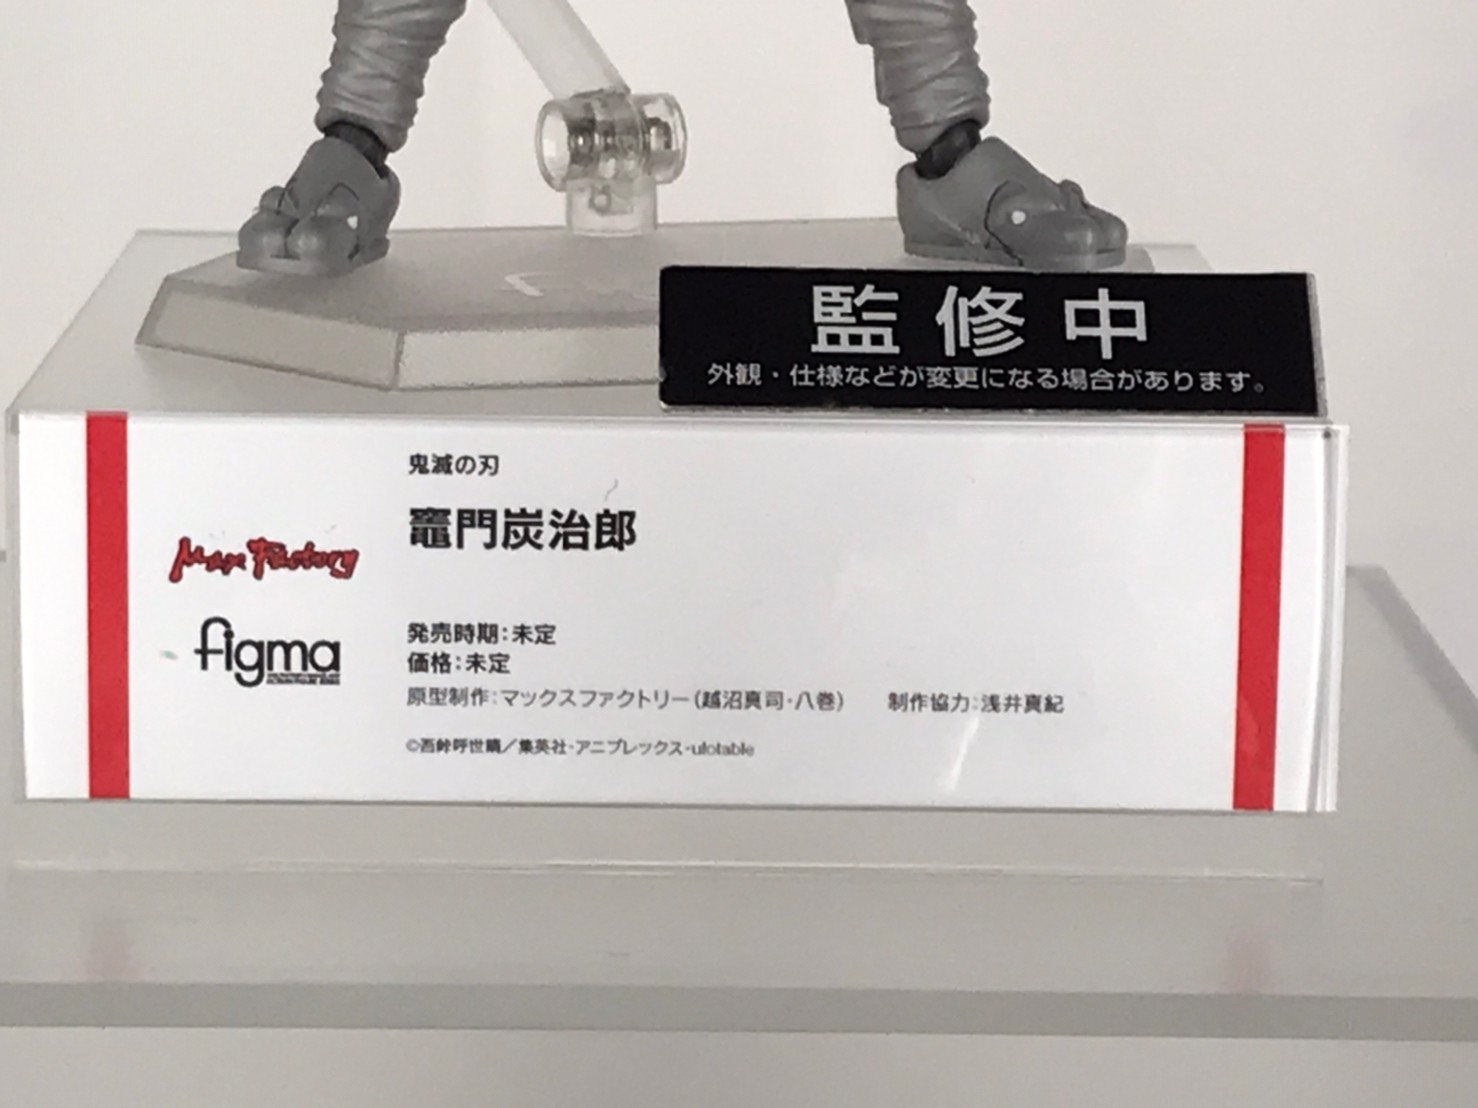 監修中
外観・仕様などが変更になる場合があります。
鬼滅の刃
竈門炭治郎
Max Factory
figma
発売時期:未定
価格:未定
原型制作:マックスファクトリー(越沼真司・八巻) 制作協力:浅井真紀
©吾峠呼世晴／集英社・アニプレックス・ufotable